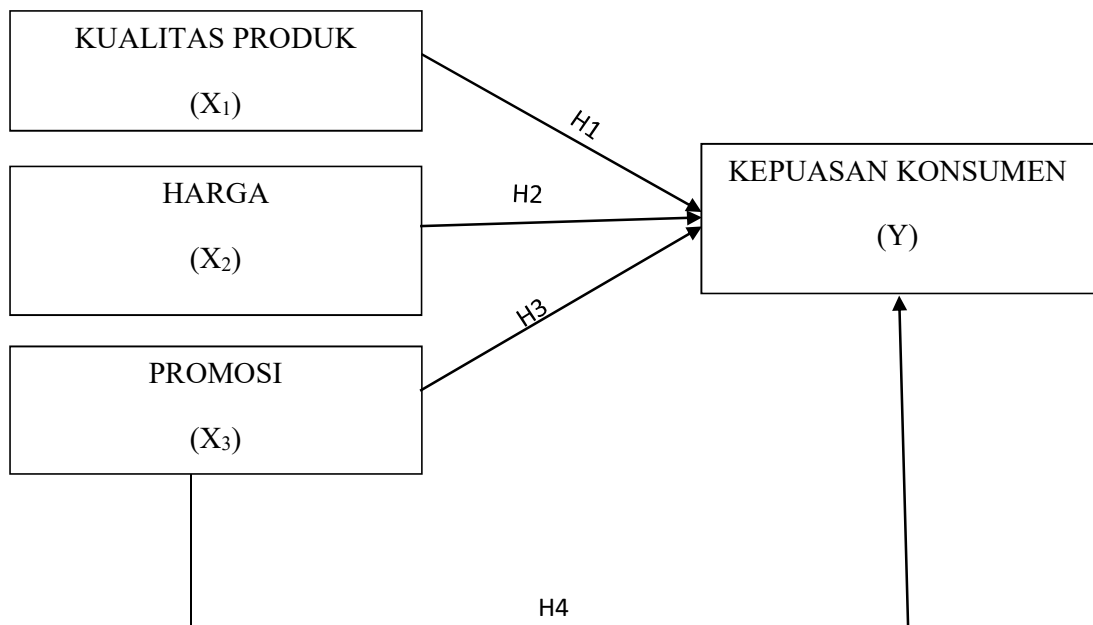 KUALITAS PRODUK
(X₁)
H1
KEPUASAN KONSUMEN
(Y)
HARGA
(X₂)
H2
H3
PROMOSI
(X₃)
H4